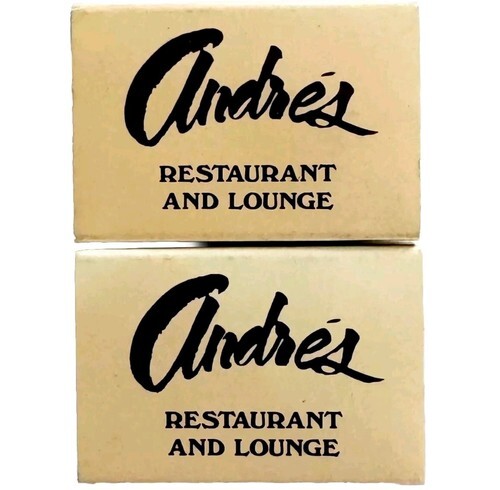 Andrés
RESTAURANT
AND LOUNGE
Andrés
RESTAURANT
AND LOUNGE